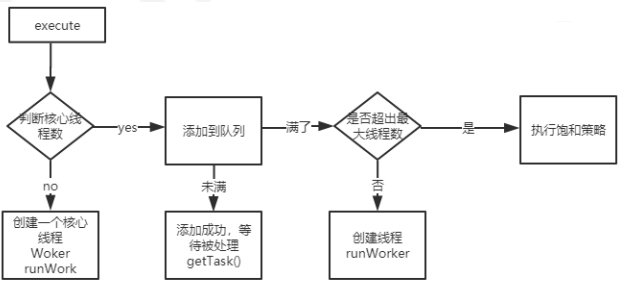 execute
判断核心线
程数
yes
添加到队列
满了
是否超出最
大线程数
是
执行饱和策略
no
未满
否
创建一个核心
线程
Woker
runWork
添加成功，等
待被处理
getTask()
创建线程
runWorker